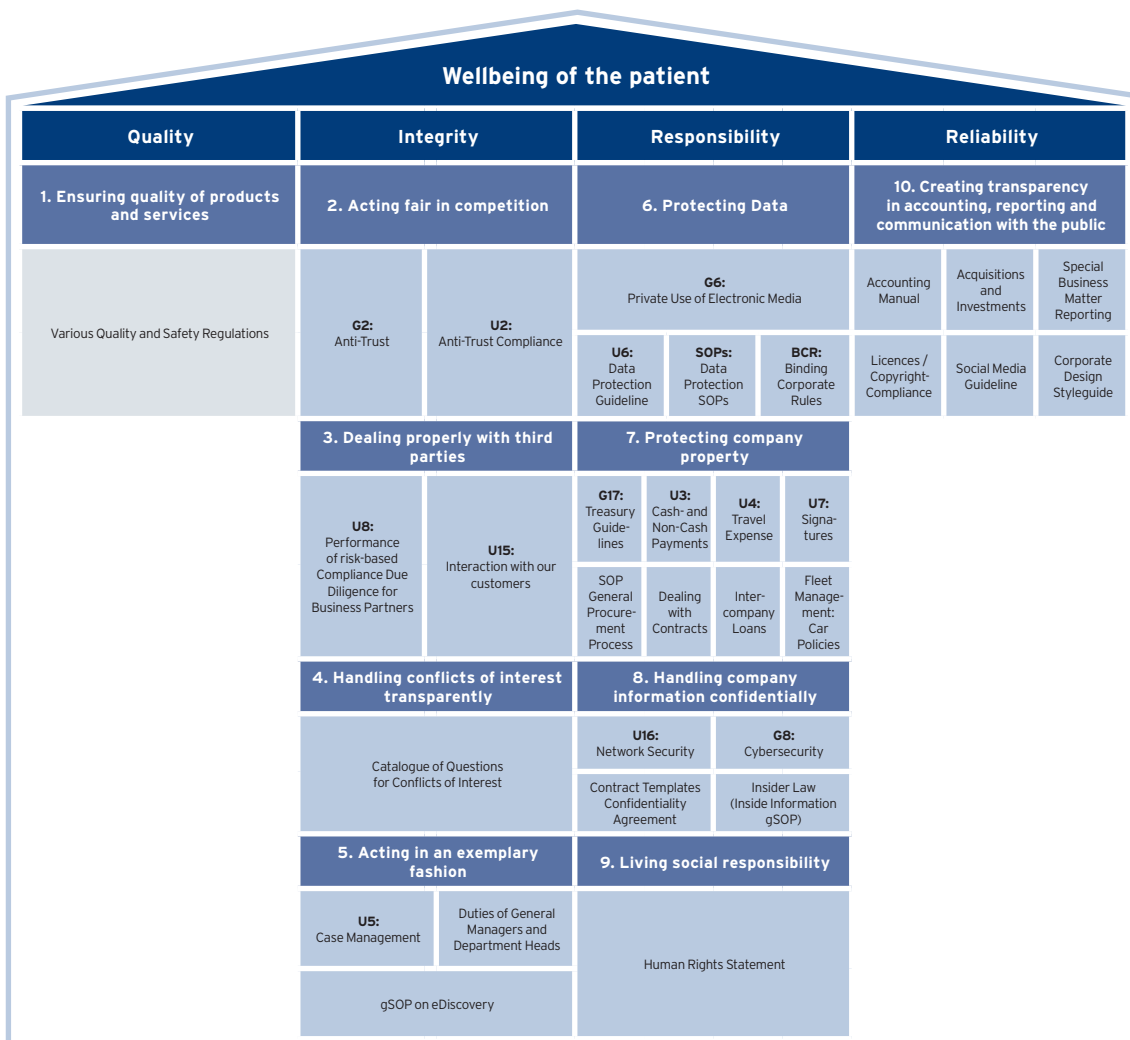 Wellbeing of the patient
Quality
Integrity
Responsibility
Reliability
1. Ensuring quality of products
and services
2. Acting fair in competition
6. Protecting Data
10. Creating transparency
in accounting, reporting and
communication with the public
Various Quality and Safety Regulations
G2:
Anti-Trust
U2:
Anti-Trust Compliance
G6:
Private Use of Electronic Media
U6:
Data
Protection
Guideline
SOPs:
Data
Protection
SOPs
BCR:
Binding
Corporate
Rules
Accounting
Manual
Acquisitions
and
Investments
Special
Business
Matter
Reporting
Licences /
Copyright-
Compliance
Social Media
Guideline
Corporate
Design
Styleguide
3. Dealing properly with third
parties
7. Protecting company
property
U8:
Performance
of risk-based
Compliance Due
Diligence for
Business Partners
U15:
Interaction with our
customers
G17:
Treasury
Guide-
lines
U3:
Cash- and
Non-Cash
Payments
U4:
Travel
Expense
U7:
Signa-
tures
SOP
General
Procure-
ment
Process
Dealing
with
Contracts
Inter-
company
Loans
Fleet
Manage-
ment:
Car
Policies
4. Handling conflicts of interest
transparently
8. Handling company
information confidentially
Catalogue of Questions
for Conflicts of Interest
U16:
Network Security
G8:
Cybersecurity
Contract Templates
Confidentiality
Agreement
Insider Law
(Inside Information
gSOP)
5. Acting in an exemplary
fashion
9. Living social responsibility
U5:
Case Management
Duties of General
Managers and
Department Heads
gSOP on eDiscovery
Human Rights Statement